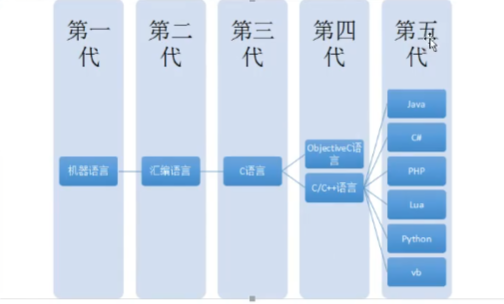 第一
代
第二
代
第三
代
第四
代
第五
代
机器语言
汇编语言
C语言
ObjectiveC语
言
C/C++语言
Java
C#
PHP
Lua
Python
vb